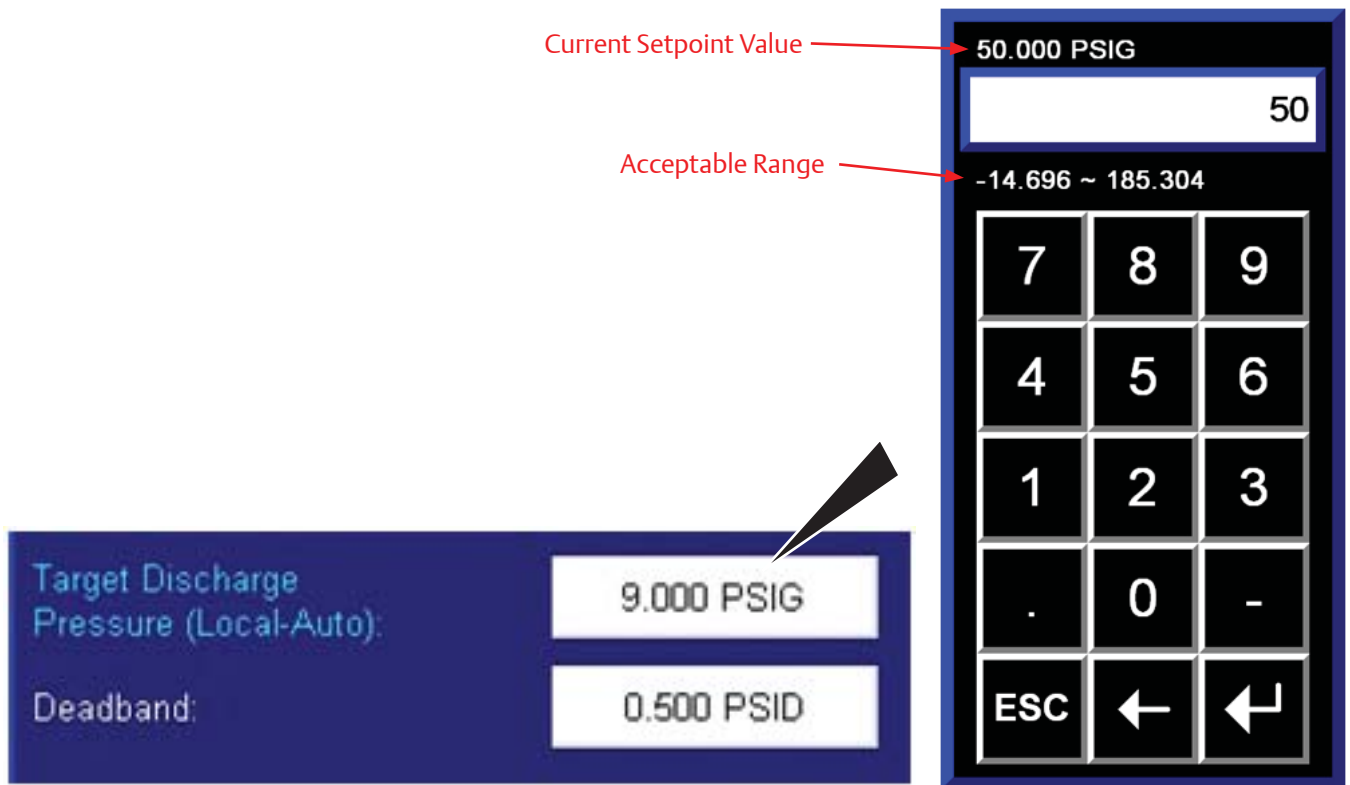 Current Setpoint Value
50.000 PSIG
50
Acceptable Range
-14.696 ~ 185.304
7 8 9
4 5 6
1 2 3
. 0 -
ESC ← ↵
Target Discharge
Pressure (Local-Auto):
9.000 PSIG
Deadband:
0.500 PSID